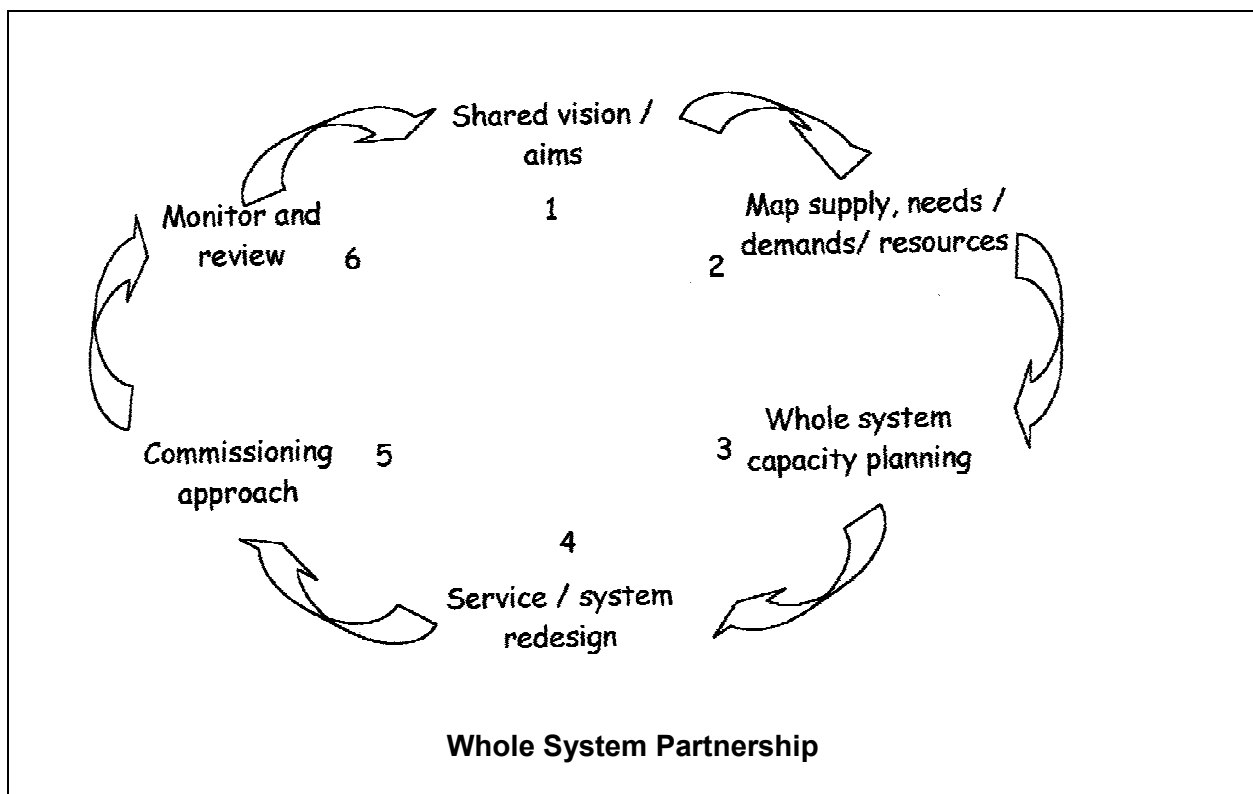 Shared vision /
aims
1
Map supply, needs /
demands/ resources
2
Whole system
capacity planning
3
4
Service / system
redesign
Commissioning
approach
5
Monitor and
review
6
Whole System Partnership